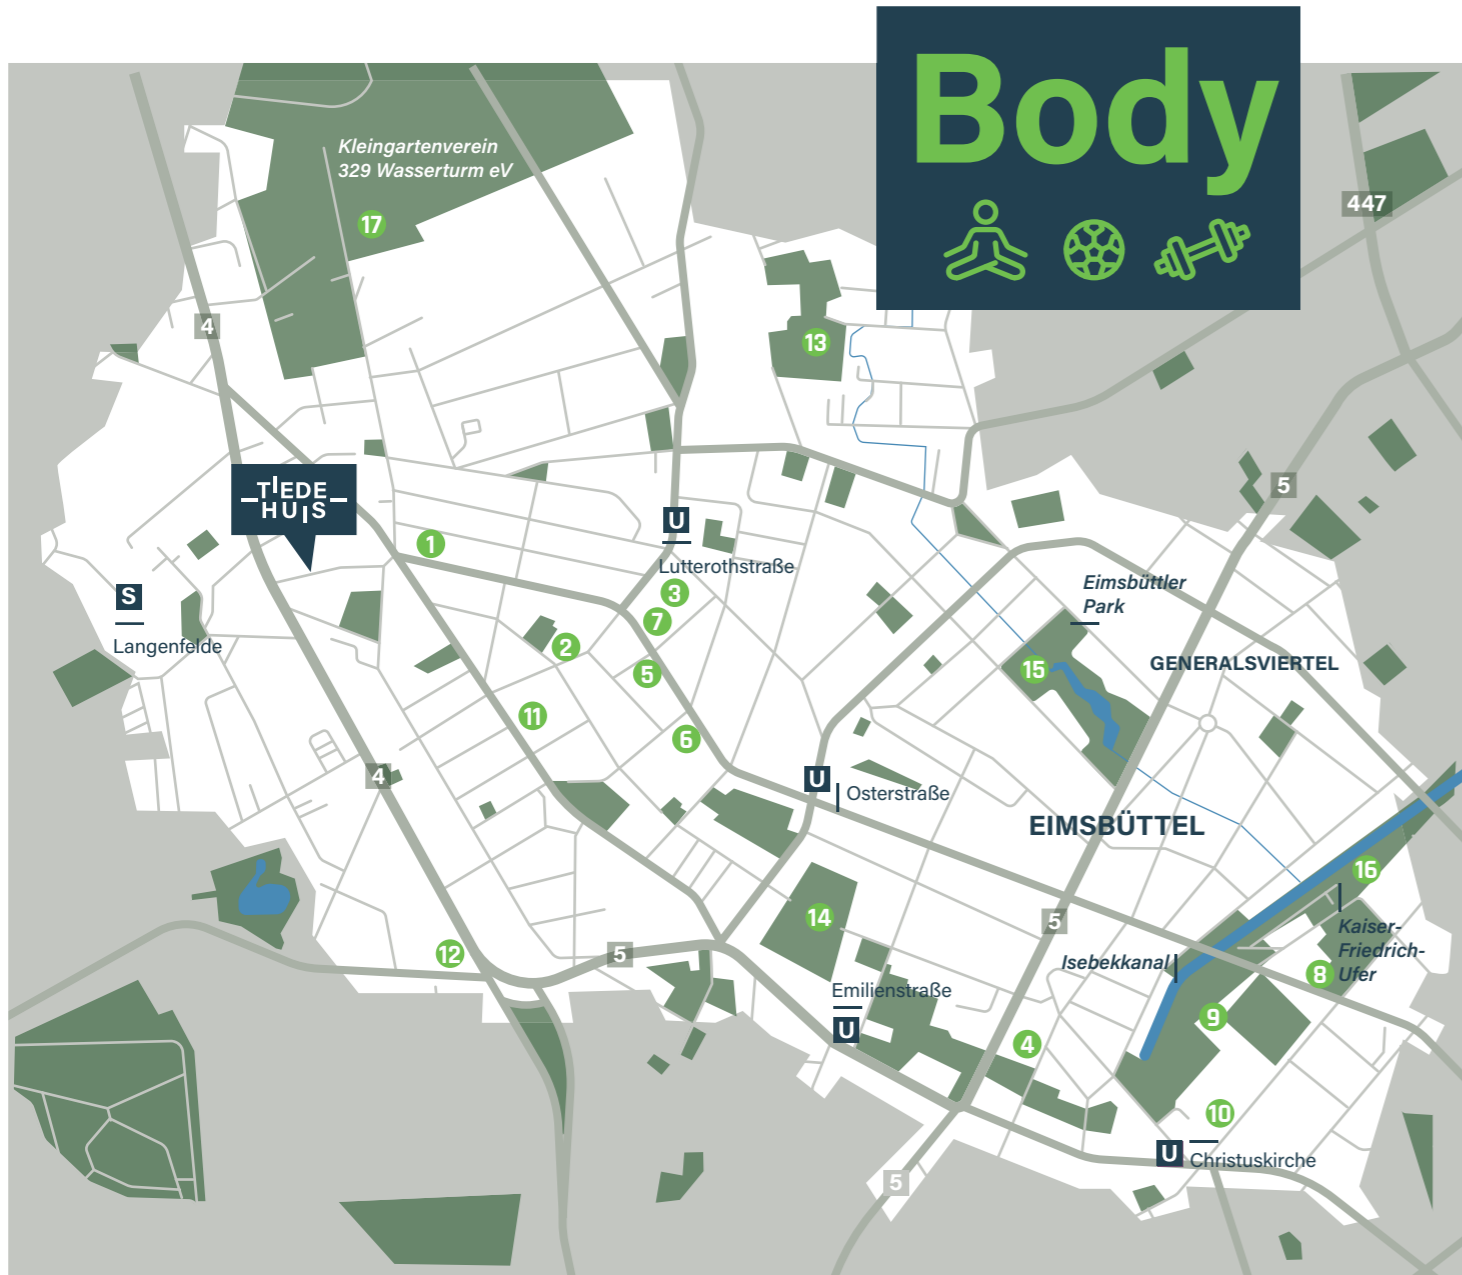 Body
Kleingartenverein
329 Wasserturm eV
17
447
4
13
TIEDE
HUIS
5
U
Lutterothstraße
1
S
Langenfelde
3
7
2
5
Eimsbüttler
Park
15
GENERALSVIERTEL
11
6
4
U
Osterstraße
EIMSBÜTTEL
16
14
5
Kaiser-
Friedrich-
Ufer
12
5
Isebekkanal
8
Emilienstraße
U
9
4
10
U
Christuskirche
5